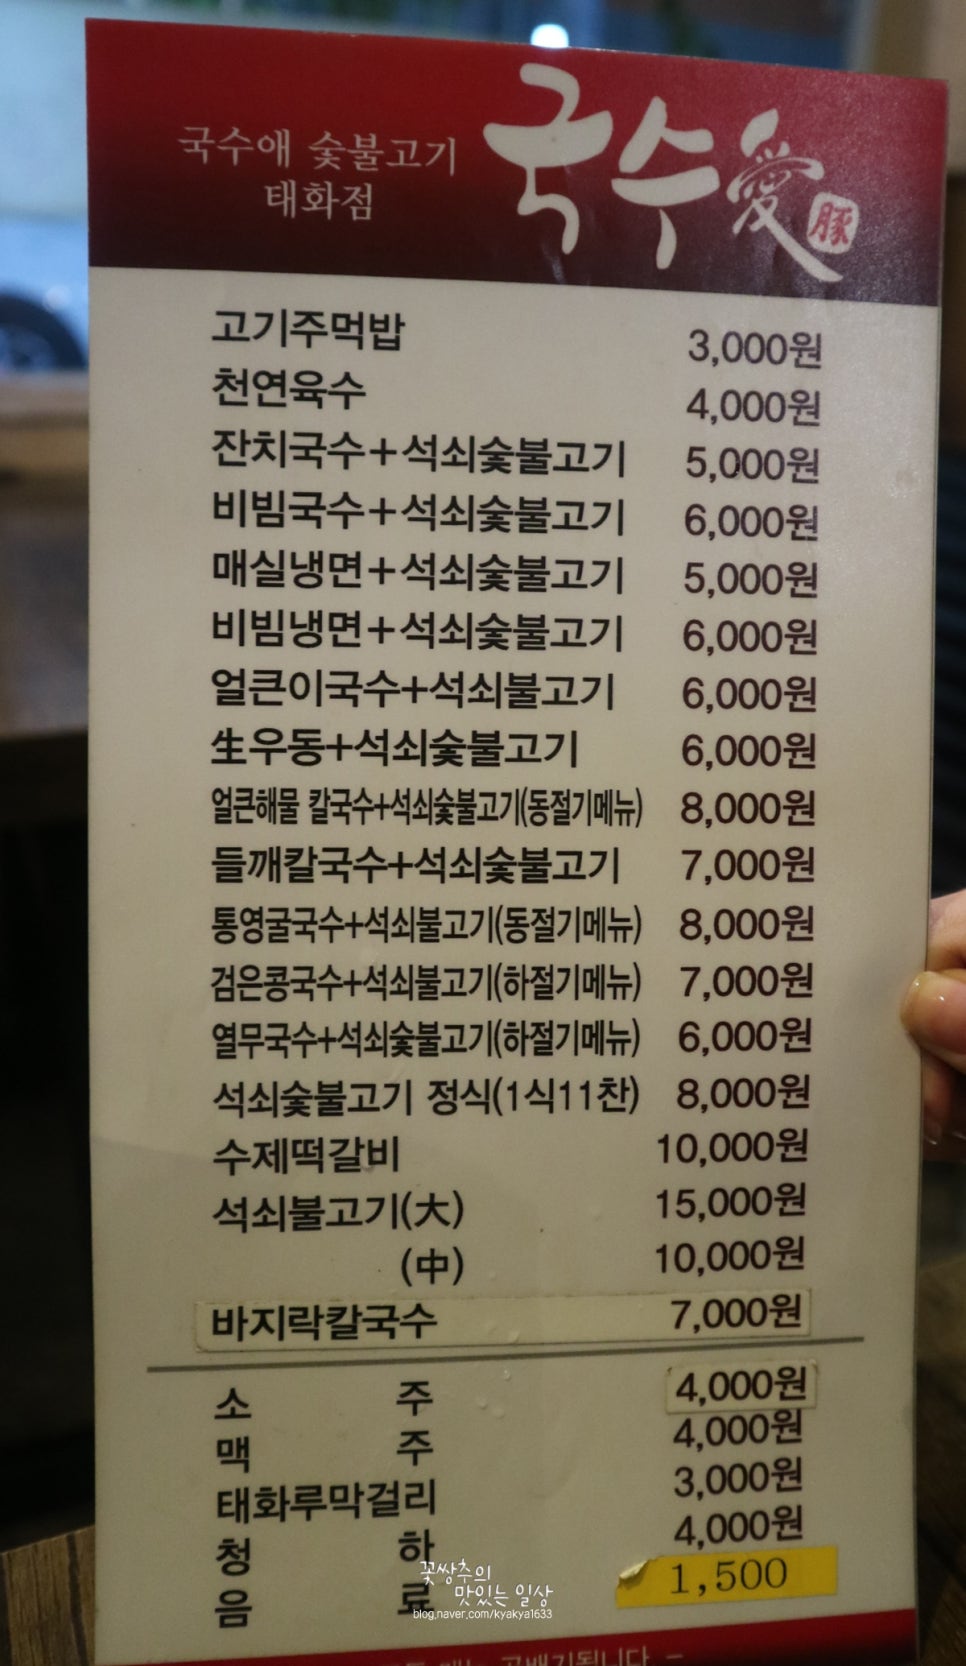 국수애 숯불고기
태화점
국수愛
豚
고기주먹밥 3,000원
천연육수 4,000원
잔치국수+석쇠숯불고기 5,000원
비빔국수+석쇠숯불고기 6,000원
매실냉면+석쇠숯불고기 5,000원
비빔냉면+석쇠숯불고기 6,000원
얼큰이국수+석쇠불고기 6,000원
生우동+석쇠숯불고기 6,000원
얼큰해물 칼국수+석쇠숯불고기(동절기메뉴) 8,000원
들깨칼국수+석쇠숯불고기 7,000원
통영굴국수+석쇠불고기(동절기메뉴) 8,000원
검은콩국수+석쇠불고기(하절기메뉴) 7,000원
열무국수+석쇠숯불고기(하절기메뉴) 6,000원
석쇠숯불고기 정식(1식11찬) 8,000원
수제떡갈비 10,000원
석쇠불고기(大) 15,000원
(中) 10,000원
바지락칼국수 7,000원
소 주 4,000원
맥 주 4,000원
태화루막걸리 3,000원
청 하 4,000원
음 료 1,500
꽃쌍추의
맛있는 일상
blog.naver.com/kyakya1633